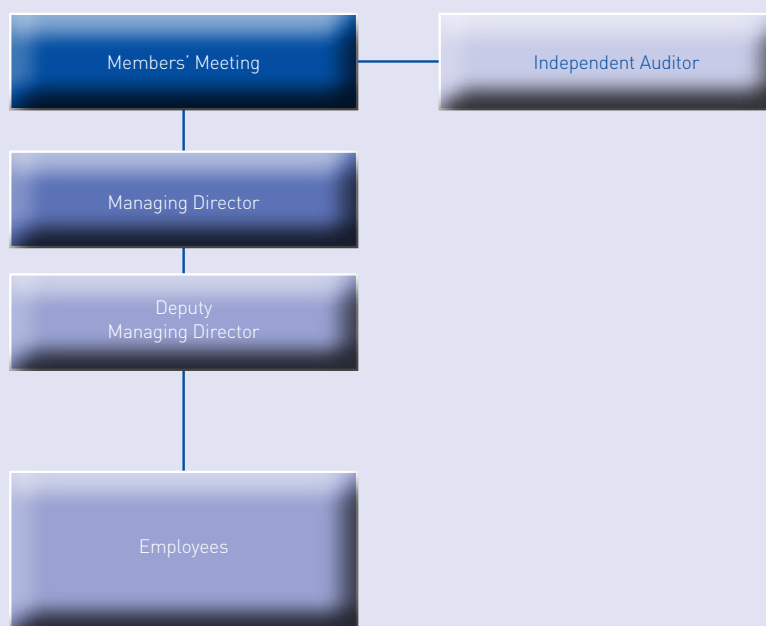 Members' Meeting
Independent Auditor
Managing Director
Deputy
Managing Director
Employees